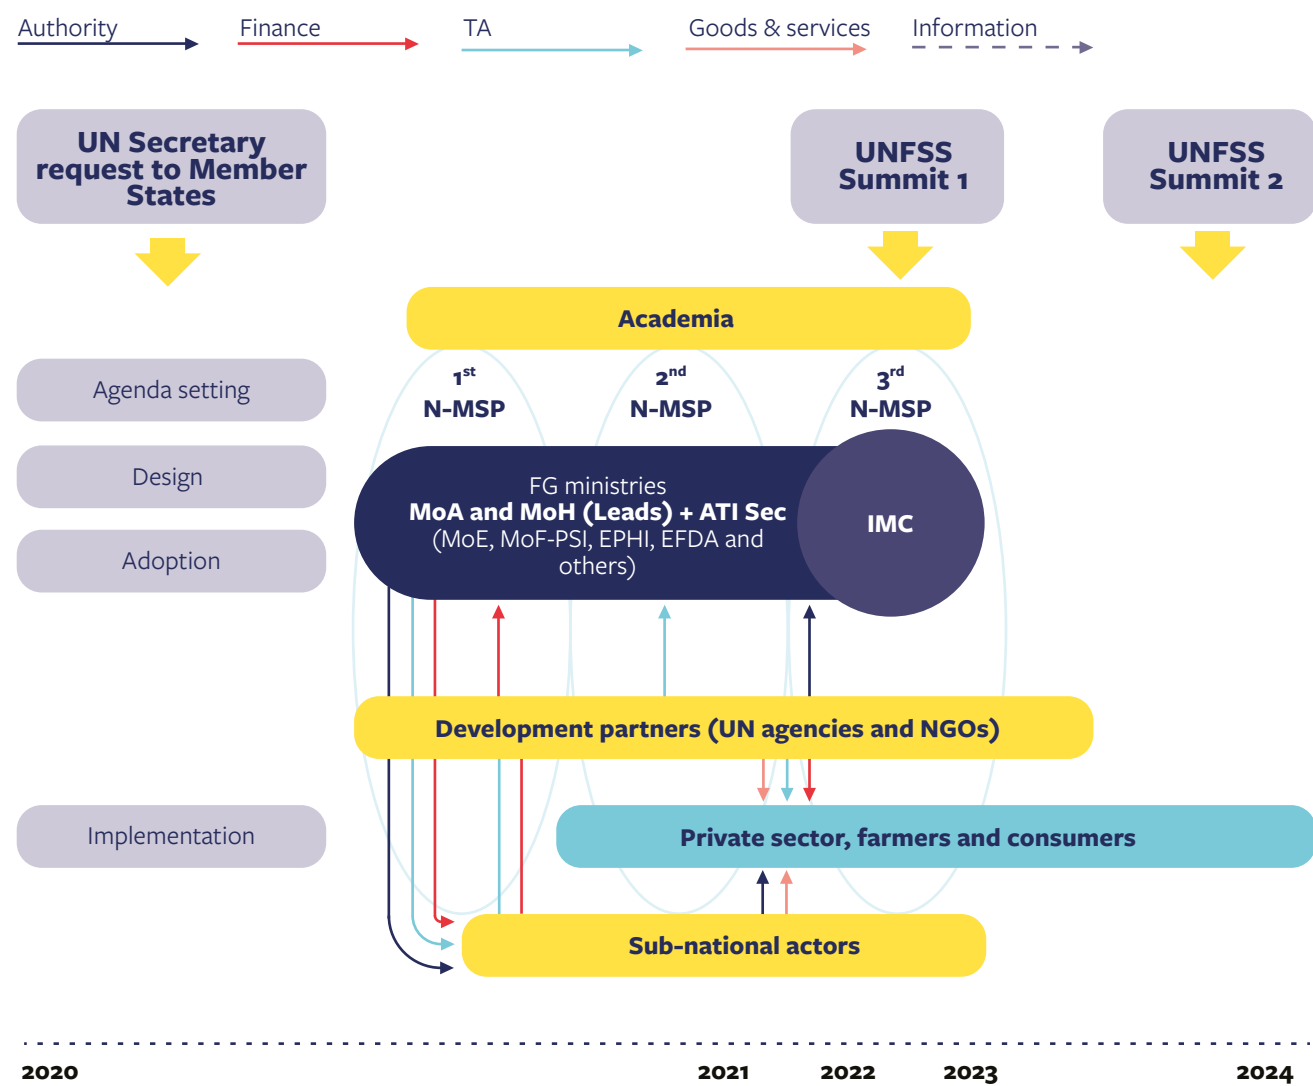 Authority
Finance
TA
Goods & services
Information
UN Secretary
request to Member
States
UNFSS
Summit 1
UNFSS
Summit 2
Academia
Agenda setting
1st
N-MSP
2nd
N-MSP
3rd
N-MSP
Design
FG ministries
MoA and MoH (Leads) + ATI Sec
(MoE, MoF-PSI, EPHI, EFDA and
others)
IMC
Adoption
Development partners (UN agencies and NGOs)
Implementation
Private sector, farmers and consumers
Sub-national actors
2020
2021
2022
2023
2024